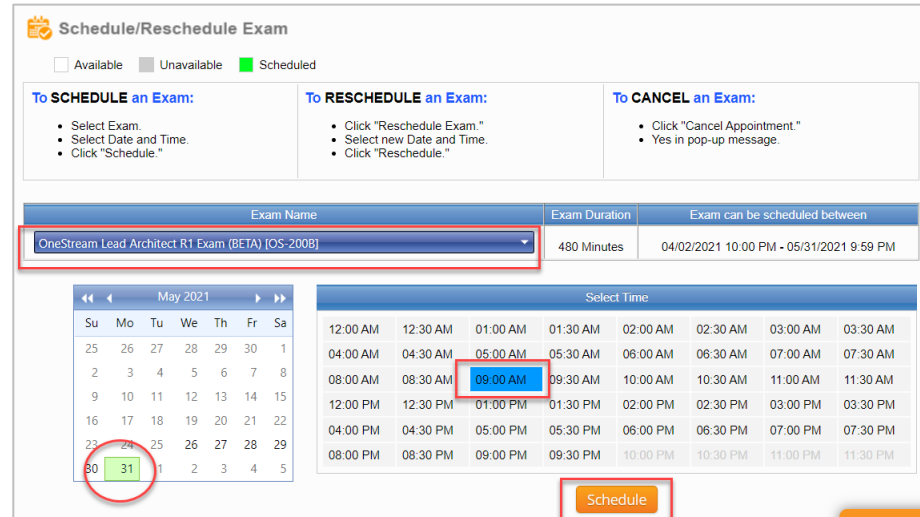 Schedule/Reschedule Exam
Available Unavailable Scheduled
To SCHEDULE an Exam:
• Select Exam.
• Select Date and Time.
• Click "Schedule."
To RESCHEDULE an Exam:
• Click "Reschedule Exam."
• Select new Date and Time.
• Click "Reschedule."
To CANCEL an Exam:
• Click "Cancel Appointment."
• Yes in pop-up message.
Exam Name Exam Duration Exam can be scheduled between
OneStream Lead Architect R1 Exam (BETA) [OS-200B] 480 Minutes 04/02/2021 10:00 PM - 05/31/2021 9:59 PM
May 2021
Su Mo Tu We Th Fr Sa
25 26 27 28 29 30 1
2 3 4 5 6 7 8
9 10 11 12 13 14 15
16 17 18 19 20 21 22
23 24 25 26 27 28 29
30 31 1 2 3 4 5
Select Time
12:00 AM 12:30 AM 01:00 AM 01:30 AM 02:00 AM 02:30 AM 03:00 AM 03:30 AM
04:00 AM 04:30 AM 05:00 AM 05:30 AM 06:00 AM 06:30 AM 07:00 AM 07:30 AM
08:00 AM 08:30 AM 09:00 AM 09:30 AM 10:00 AM 10:30 AM 11:00 AM 11:30 AM
12:00 PM 12:30 PM 01:00 PM 01:30 PM 02:00 PM 02:30 PM 03:00 PM 03:30 PM
04:00 PM 04:30 PM 05:00 PM 05:30 PM 06:00 PM 06:30 PM 07:00 PM 07:30 PM
08:00 PM 08:30 PM 09:00 PM 09:30 PM 10:00 PM 10:30 PM 11:00 PM 11:30 PM
Schedule